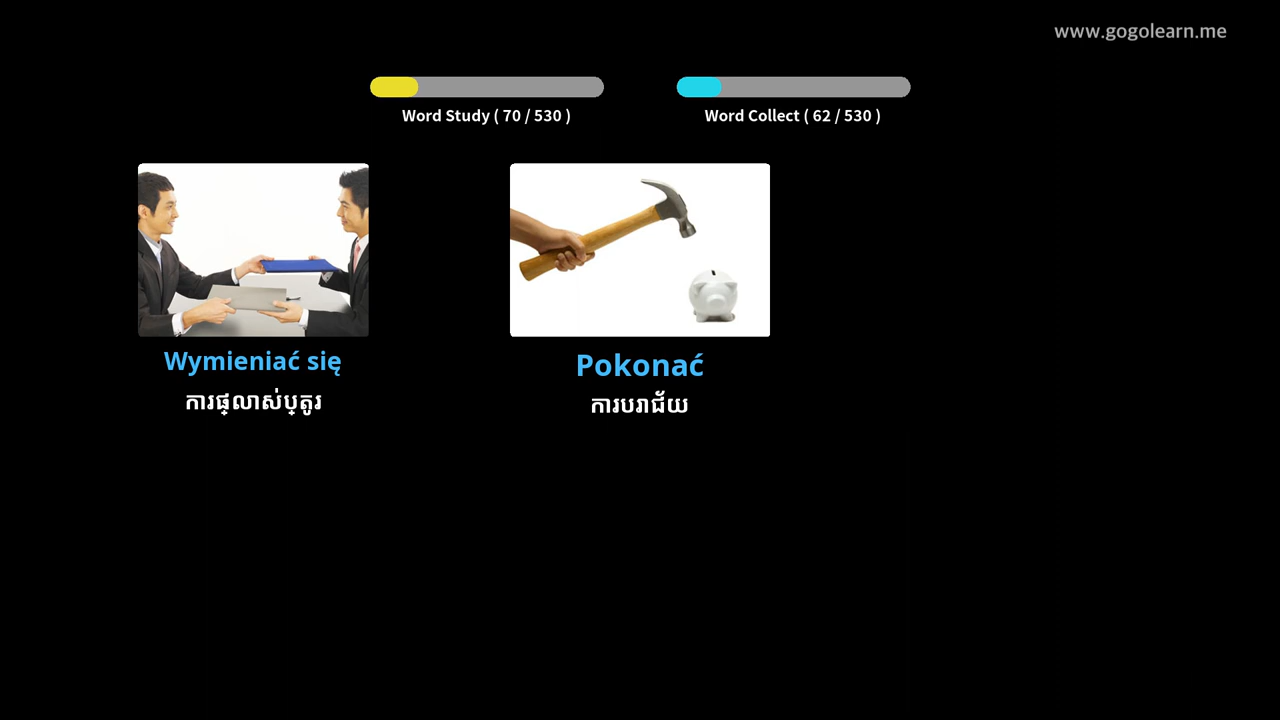 www.gogolearn.me
Word Study ( 70 / 530 )
Word Collect ( 62 / 530 )
Wymieniać się
ការផ្លាស់ប្តូរ
Pokonać
ការបរាជ័យ